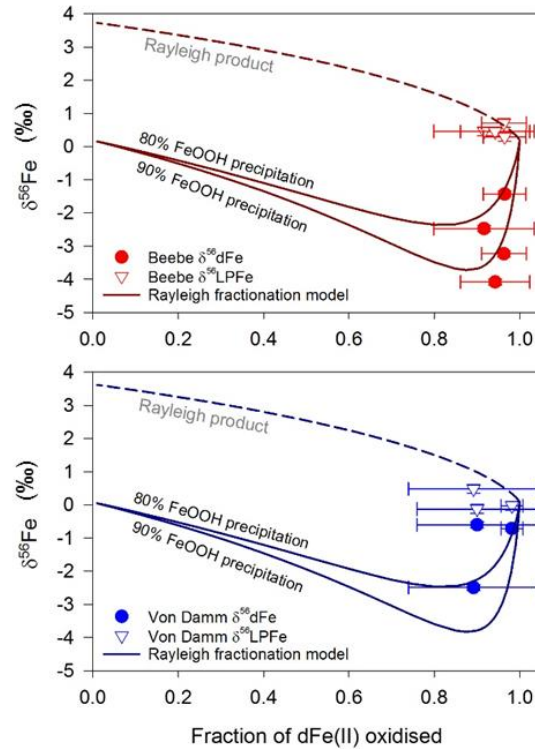 4
3
2
1
0
-1
-2
-3
-4
-5
δ⁵⁶Fe (‰)
Rayleigh product
80% FeOOH precipitation
90% FeOOH precipitation
Beebe δ⁵⁶dFe
Beebe δ⁵⁶LPFe
Rayleigh fractionation model
0.0 0.2 0.4 0.6 0.8 1.0
4
3
2
1
0
-1
-2
-3
-4
-5
δ⁵⁶Fe (‰)
Rayleigh product
80% FeOOH precipitation
90% FeOOH precipitation
Von Damm δ⁵⁶dFe
Von Damm δ⁵⁶LPFe
Rayleigh fractionation model
0.0 0.2 0.4 0.6 0.8 1.0
Fraction of dFe(II) oxidised